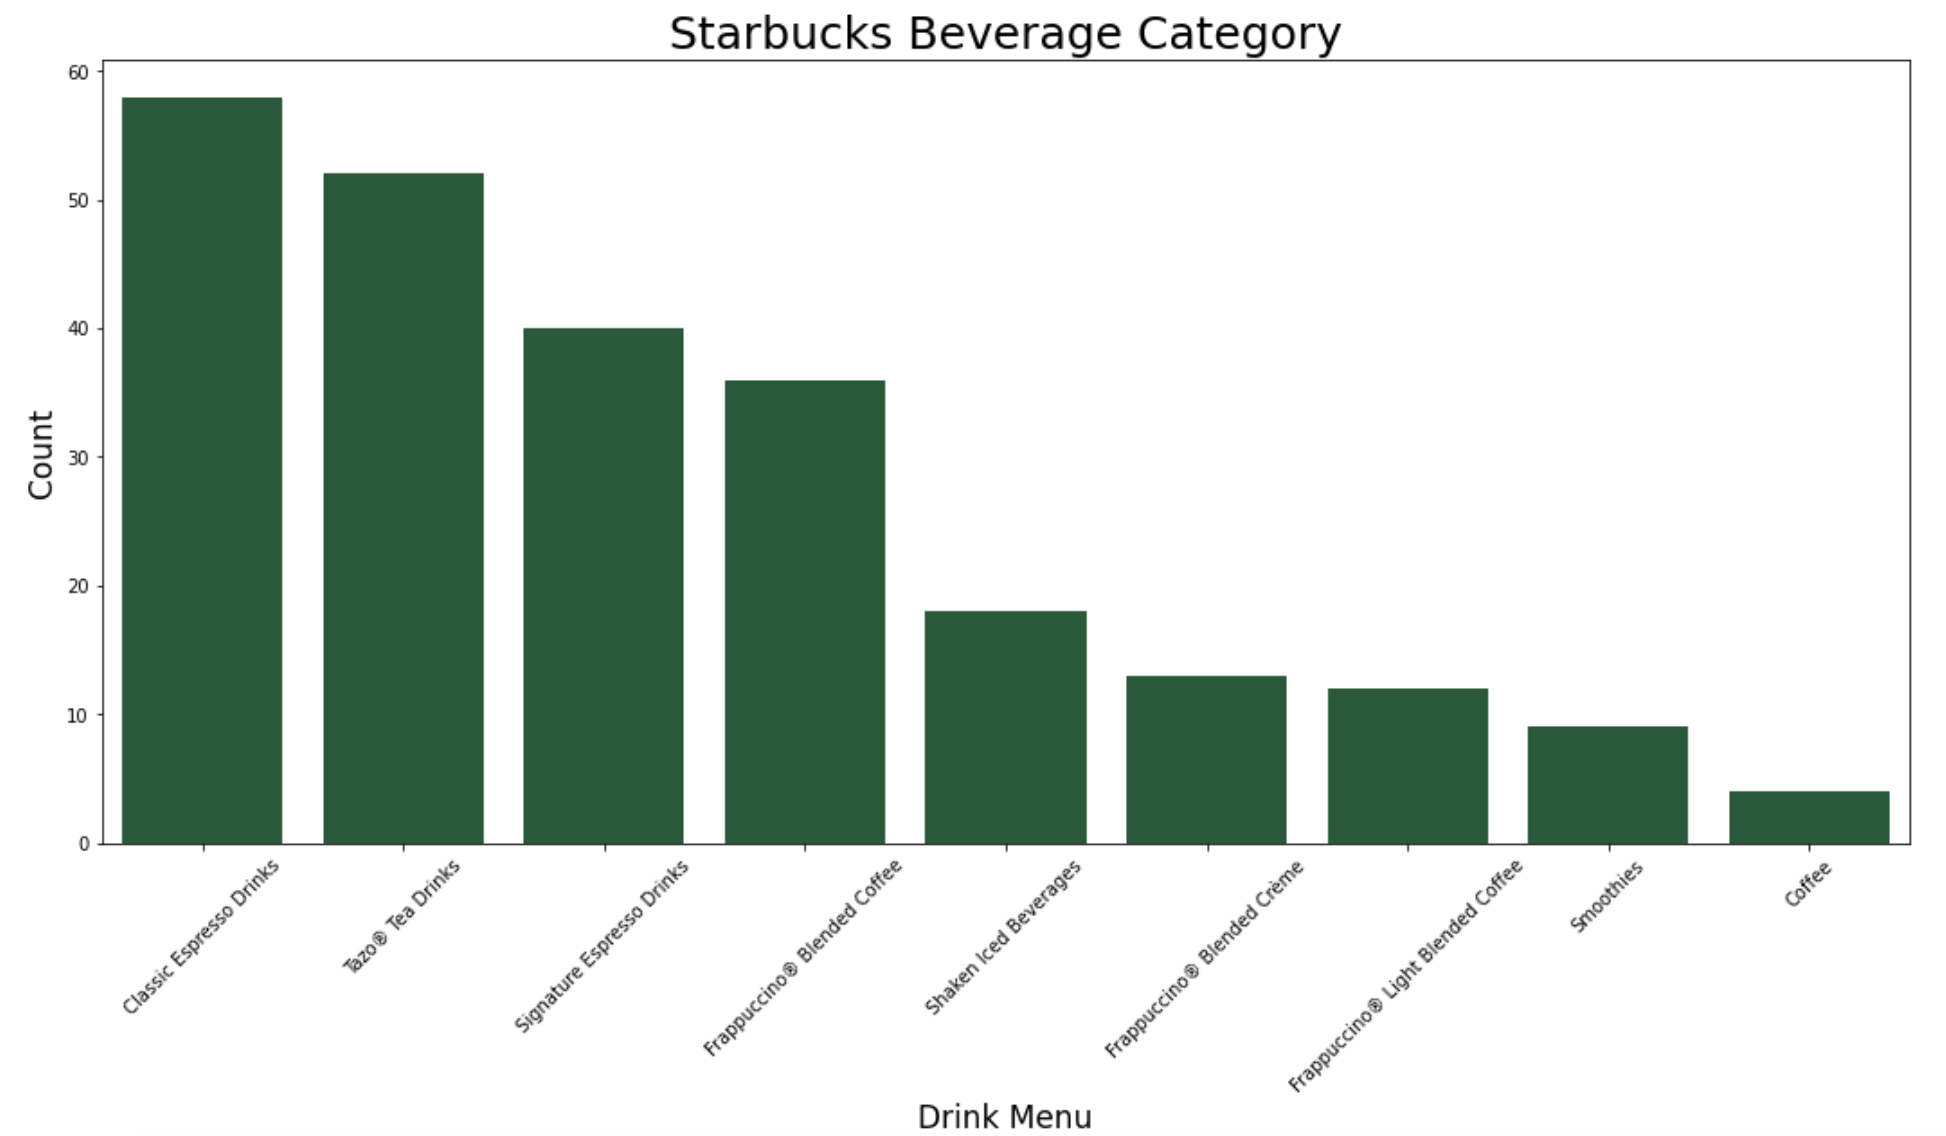 Starbucks Beverage Category
60
50
40
30
20
10
0
Count
Classic Espresso Drinks
Tazo® Tea Drinks
Signature Espresso Drinks
Frappuccino® Blended Coffee
Shaken Iced Beverages
Frappuccino® Blended Crème
Frappuccino® Light Blended Coffee
Smoothies
Coffee
Drink Menu